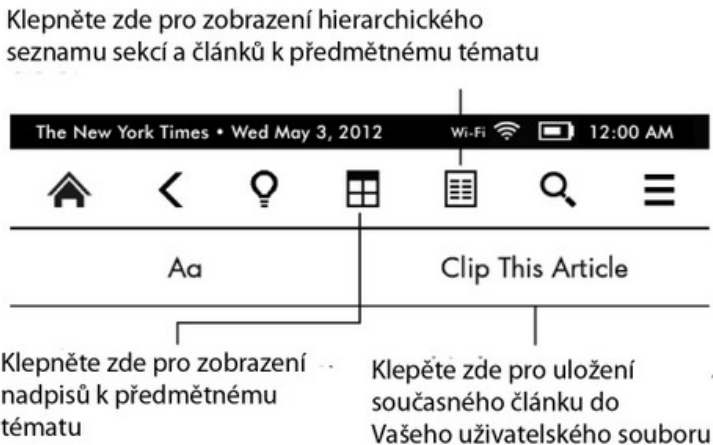 Klepněte zde pro zobrazení hierarchického
seznamu sekcí a článků k předmětnému tématu
The New York Times • Wed May 3, 2012 Wi-Fi 12:00 AM
Aa Clip This Article
Klepněte zde pro zobrazení
nadpisů k předmětnému
tématu
Klepěte zde pro uložení
současného článku do
Vašeho uživatelského souboru